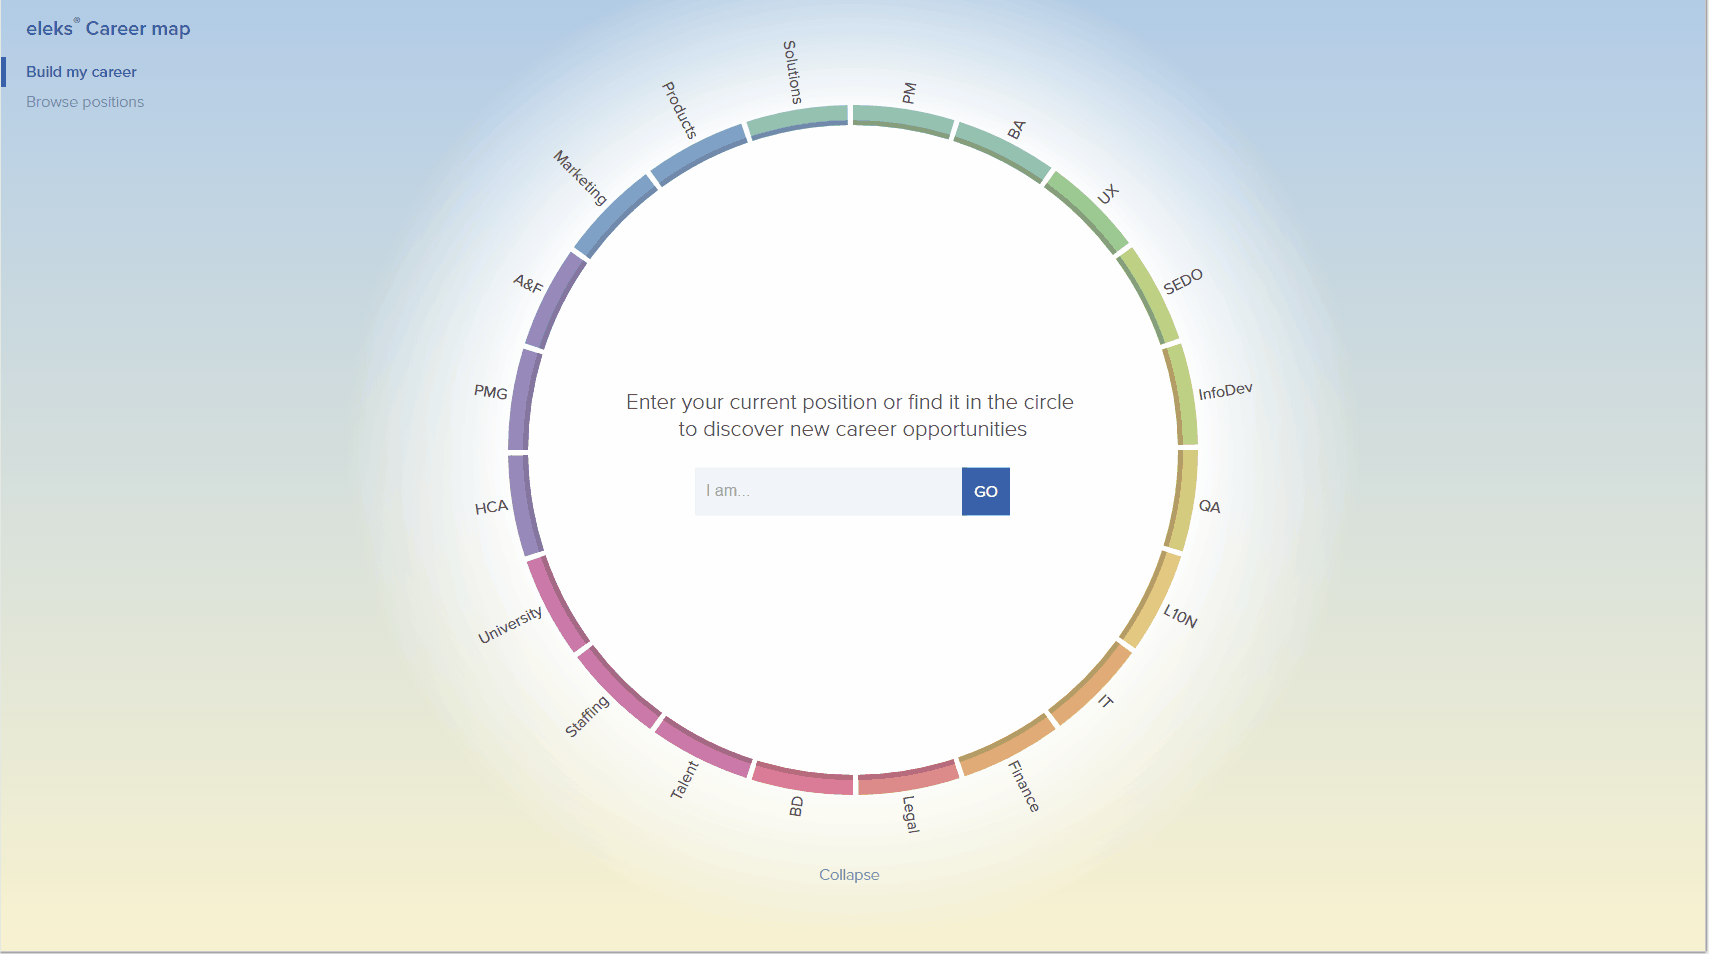 eleks® Career map
Build my career
Browse positions
Solutions
PM
BA
UX
SEDO
InfoDev
QA
L10N
IT
Finance
Legal
BD
Talent
Staffing
University
HCA
PMG
A&F
Marketing
Products
Enter your current position or find it in the circle
to discover new career opportunities
I am...
GO
Collapse